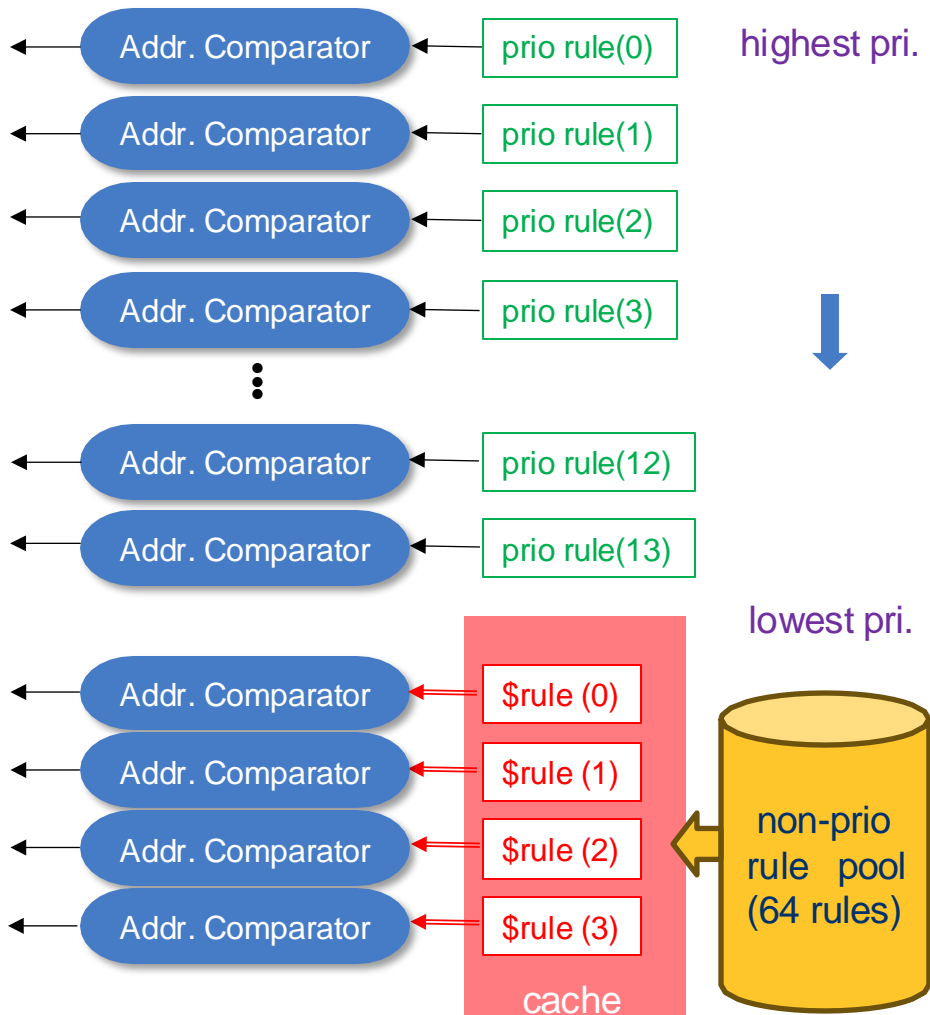 Addr. Comparator prio rule(0) highest pri.
Addr. Comparator prio rule(1)
Addr. Comparator prio rule(2)
Addr. Comparator prio rule(3)
Addr. Comparator prio rule(12)
Addr. Comparator prio rule(13)
lowest pri.
Addr. Comparator $rule (0)
Addr. Comparator $rule (1)
Addr. Comparator $rule (2)
Addr. Comparator $rule (3)
non-prio
rule pool
(64 rules)
cache